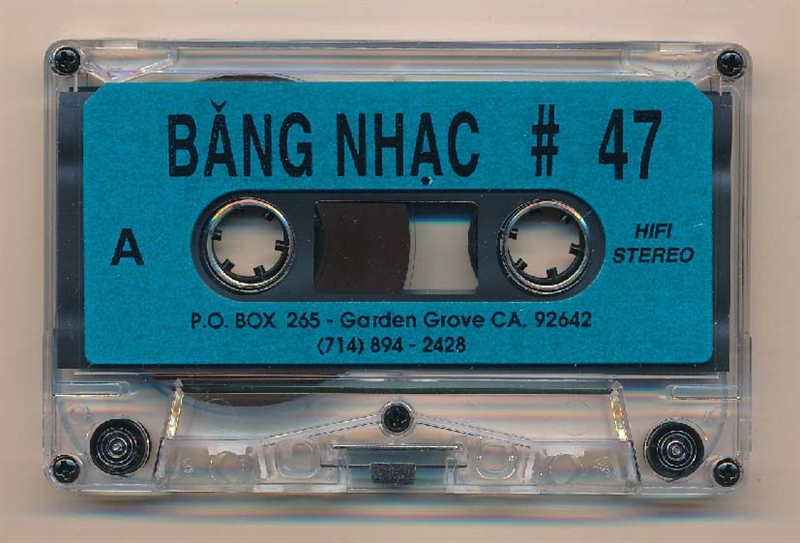 BĂNG NHẠC # 47
A
HIFI
STEREO
P.O. BOX 265 - Garden Grove CA. 92642
(714) 894 - 2428